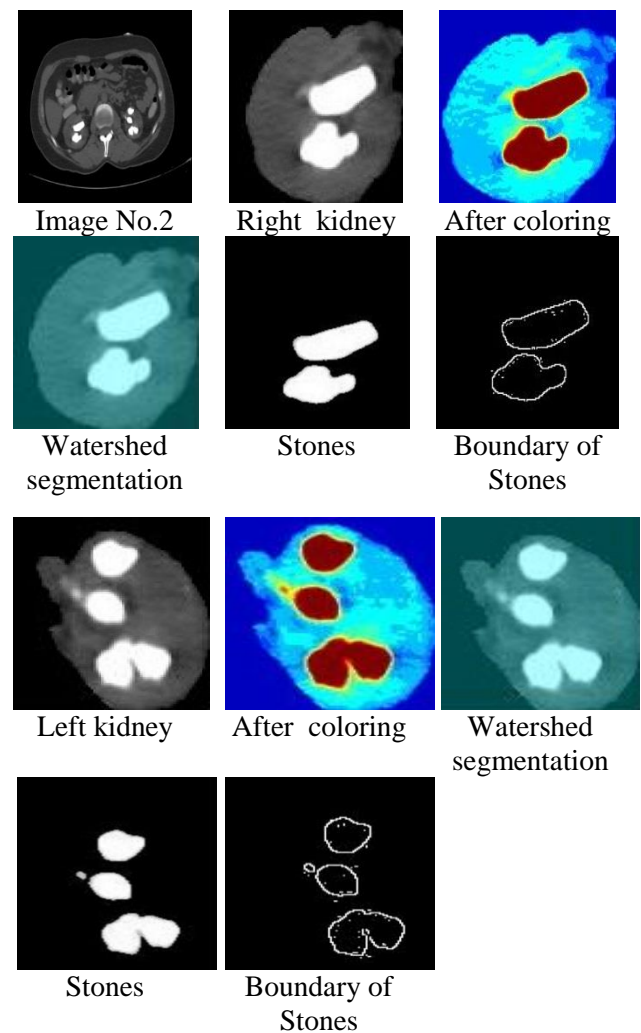 Image No.2
Right kidney
After coloring
Watershed
segmentation
Stones
Boundary of
Stones
Left kidney
After coloring
Watershed
segmentation
Stones
Boundary of
Stones